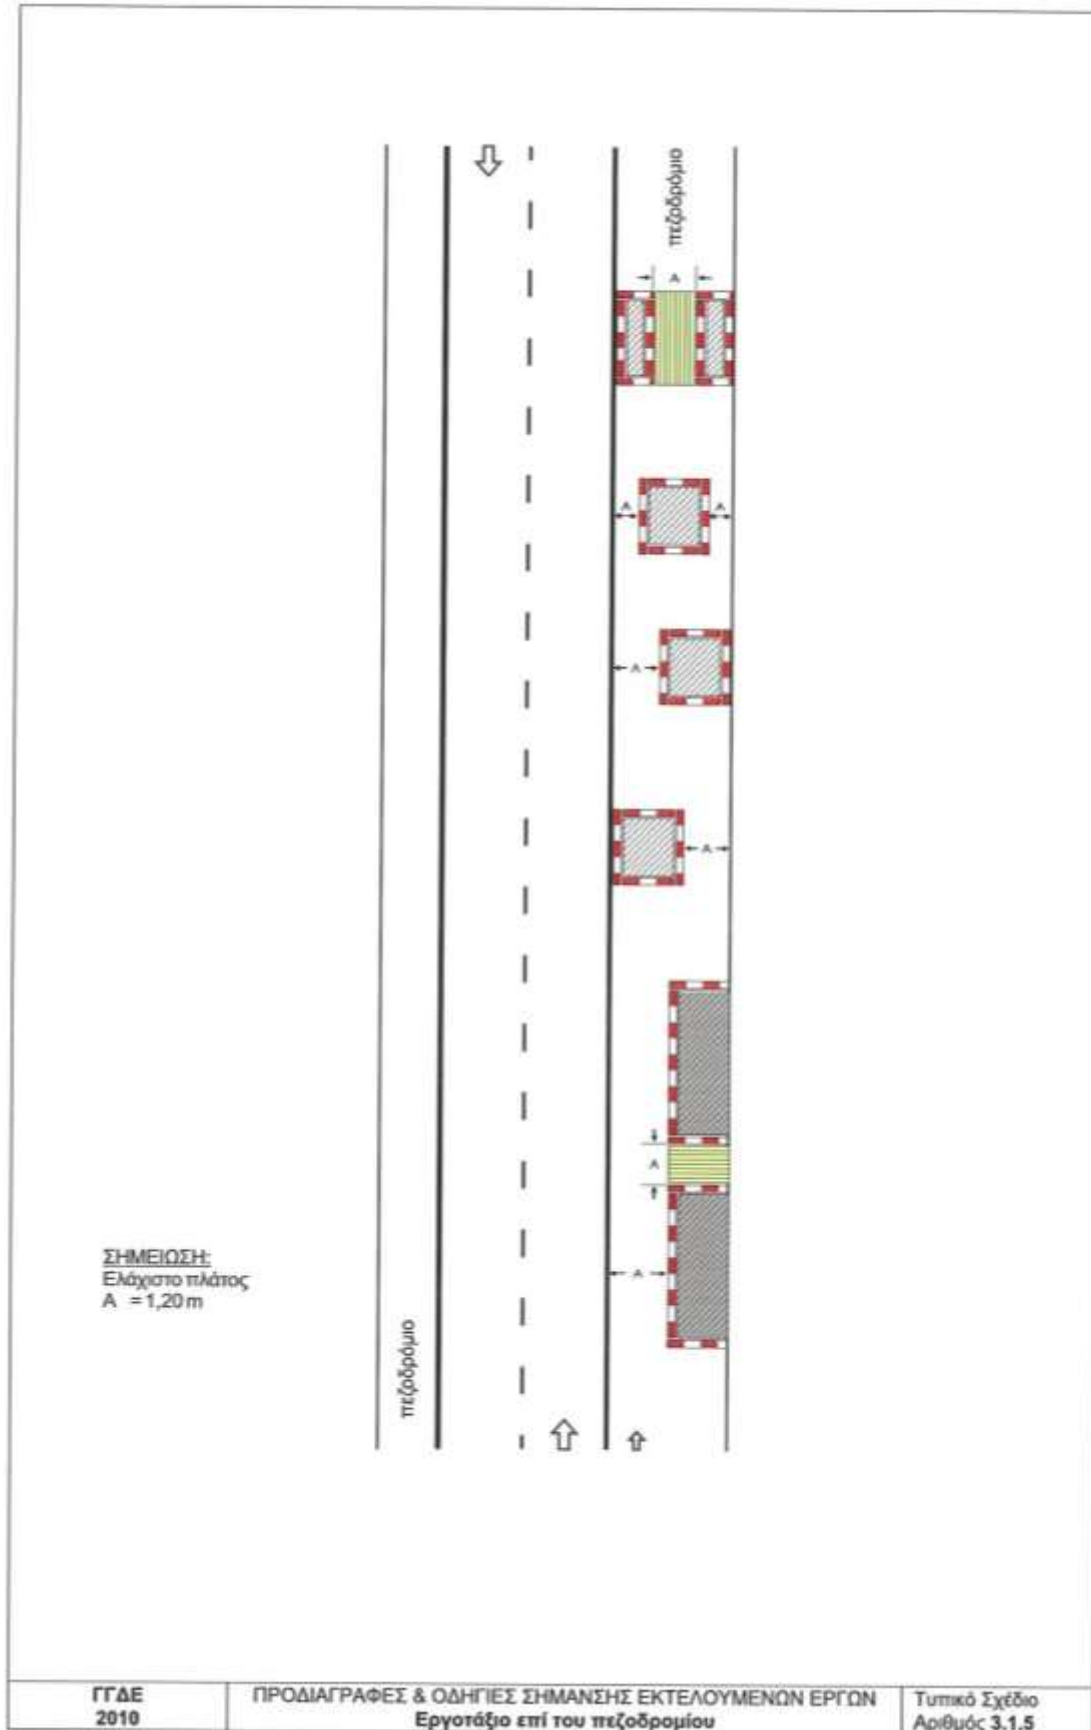 πεζοδρόμιο
A
A
A
A
A
A
A
ΣΗΜΕΙΩΣΗ:
Ελάχιστο πλάτος
A = 1,20 m
πεζοδρόμιο
ΓΓΔΕ
2010
ΠΡΟΔΙΑΓΡΑΦΕΣ & ΟΔΗΓΙΕΣ ΣΗΜΑΝΣΗΣ ΕΚΤΕΛΟΥΜΕΝΩΝ ΕΡΓΩΝ
Εργοτάξιο επί του πεζοδρομίου
Τυπικό Σχέδιο
Αριθμός 3.1.5